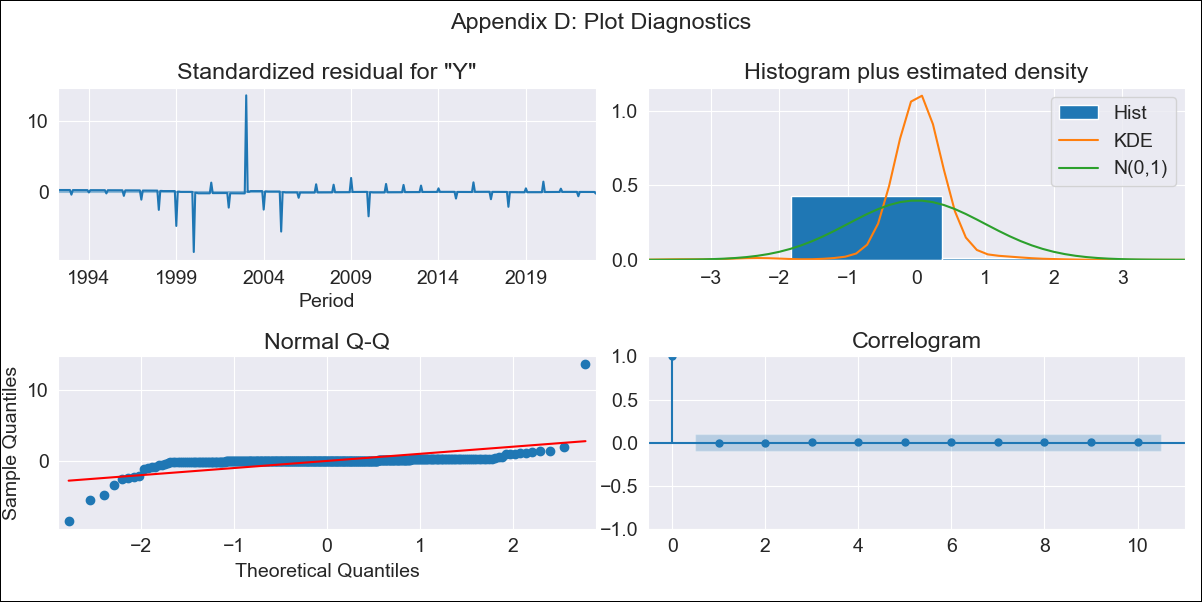 Appendix D: Plot Diagnostics
Standardized residual for "Y"
10
0
1994 1999 2004 2009 2014 2019
Period
Histogram plus estimated density
1.0
0.5
0.0
−3 −2 −1 0 1 2 3
Hist
KDE
N(0,1)
Normal Q-Q
Sample Quantiles
10
0
−2 −1 0 1 2
Theoretical Quantiles
Correlogram
1.0
0.5
0.0
−0.5
−1.0
0 2 4 6 8 10